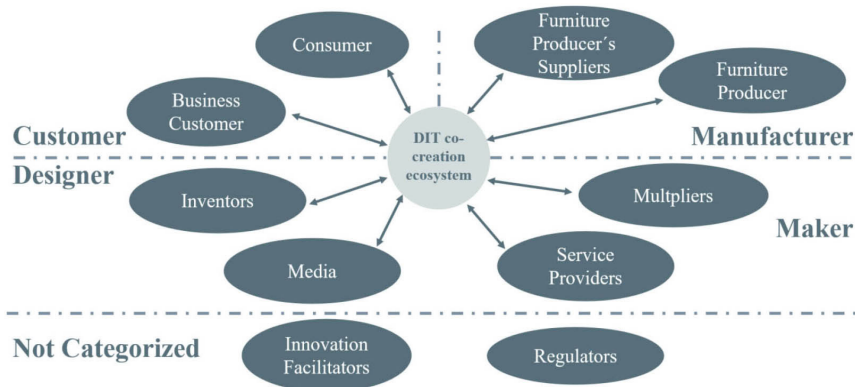 Consumer
Furniture
Producer´s
Suppliers
Furniture
Producer
Business
Customer
Customer
DIT co-
creation
ecosystem
Manufacturer
Designer
Inventors
Multpliers
Maker
Media
Service
Providers
Not Categorized
Innovation
Facilitators
Regulators